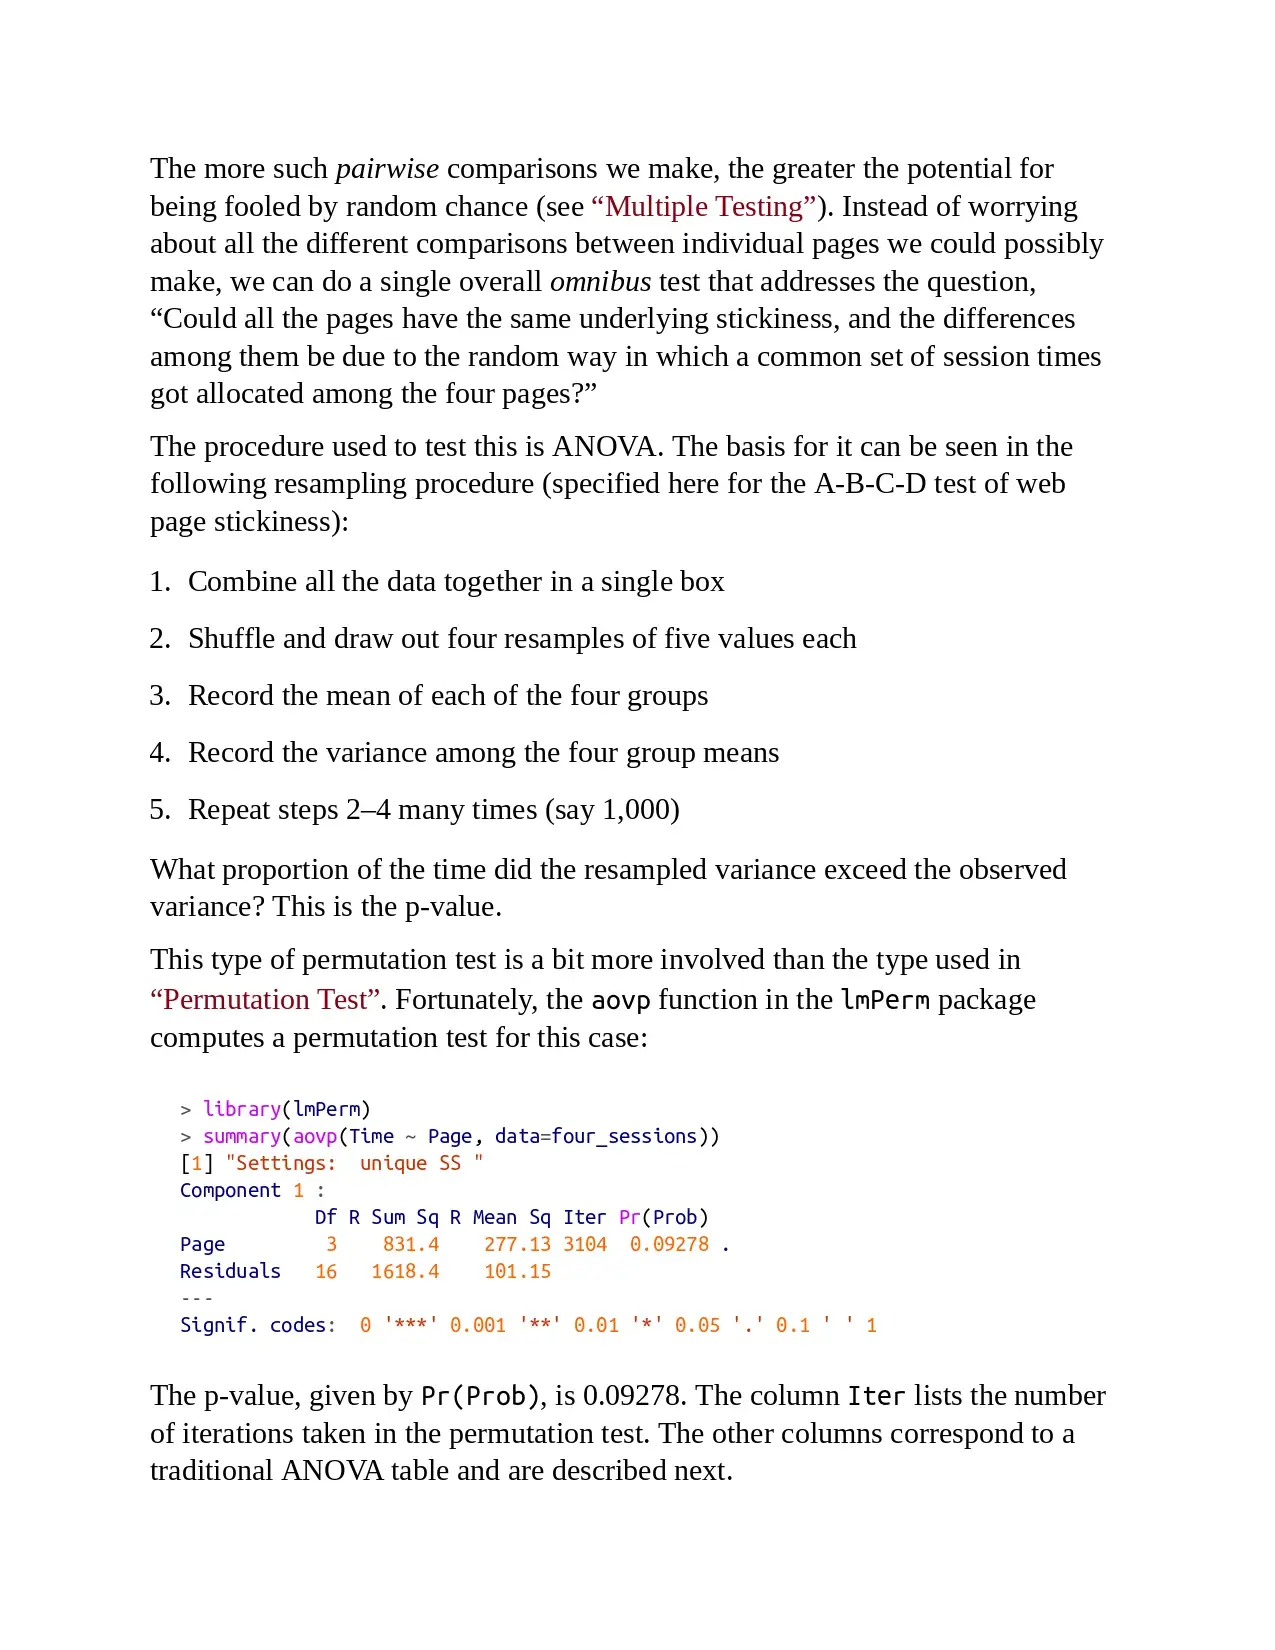 The more such pairwise comparisons we make, the greater the potential for
being fooled by random chance (see “Multiple Testing”). Instead of worrying
about all the different comparisons between individual pages we could possibly
make, we can do a single overall omnibus test that addresses the question,
“Could all the pages have the same underlying stickiness, and the differences
among them be due to the random way in which a common set of session times
got allocated among the four pages?”
The procedure used to test this is ANOVA. The basis for it can be seen in the
following resampling procedure (specified here for the A-B-C-D test of web
page stickiness):
1. Combine all the data together in a single box
2. Shuffle and draw out four resamples of five values each
3. Record the mean of each of the four groups
4. Record the variance among the four group means
5. Repeat steps 2–4 many times (say 1,000)
What proportion of the time did the resampled variance exceed the observed
variance? This is the p-value.
This type of permutation test is a bit more involved than the type used in
“Permutation Test”. Fortunately, the aovp function in the lmPerm package
computes a permutation test for this case:
> library(lmPerm)
> summary(aovp(Time ~ Page, data=four_sessions))
[1] "Settings:  unique SS "
Component 1 :
            Df R Sum Sq R Mean Sq Iter Pr(Prob)
Page         3    831.4    277.13 3104  0.09278 .
Residuals   16   1618.4    101.15
---
Signif. codes:  0 '***' 0.001 '**' 0.01 '*' 0.05 '.' 0.1 ' ' 1
The p-value, given by Pr(Prob), is 0.09278. The column Iter lists the number
of iterations taken in the permutation test. The other columns correspond to a
traditional ANOVA table and are described next.